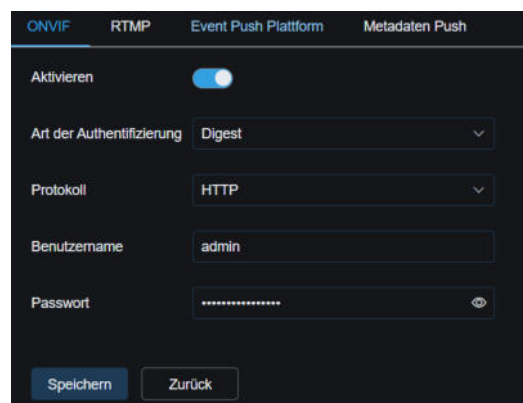 ONVIF RTMP Event Push Plattform Metadaten Push
Aktivieren
Art der Authentifizierung Digest
Protokoll HTTP
Benutzername admin
Passwort ••••••••••••••••
Speichern Zurück